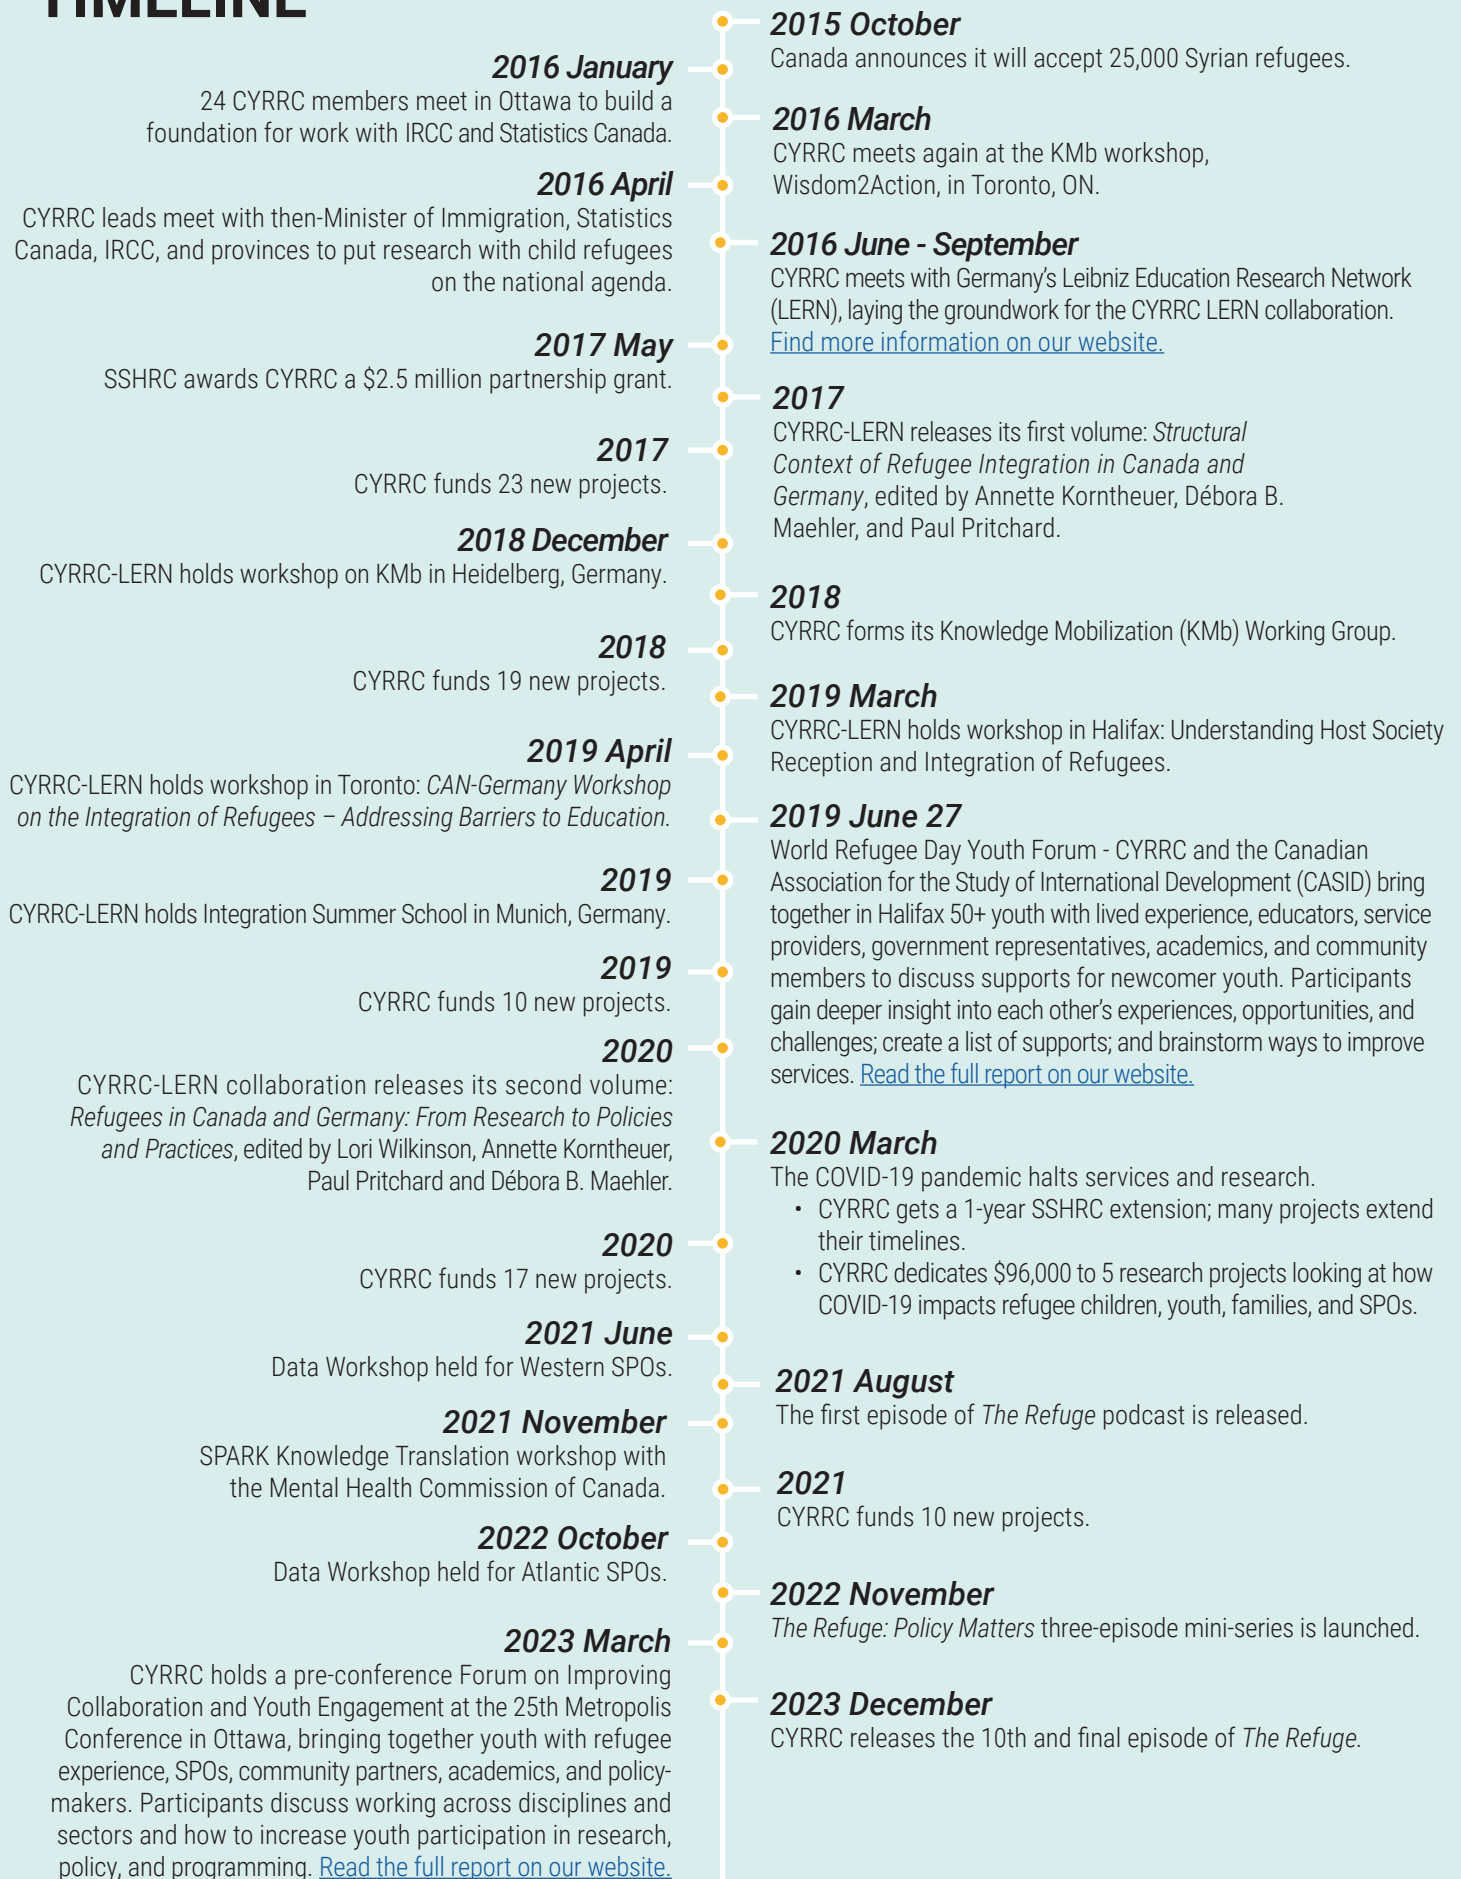 TIMELINE
2015 October
Canada announces it will accept 25,000 Syrian refugees.
2016 January
24 CYRRC members meet in Ottawa to build a
foundation for work with IRCC and Statistics Canada.
2016 March
CYRRC meets again at the KMb workshop,
Wisdom2Action, in Toronto, ON.
2016 April
CYRRC leads meet with then-Minister of Immigration, Statistics
Canada, IRCC, and provinces to put research with child refugees
on the national agenda.
2016 June - September
CYRRC meets with Germany's Leibniz Education Research Network
(LERN), laying the groundwork for the CYRRC LERN collaboration.
Find more information on our website.
2017 May
SSHRC awards CYRRC a $2.5 million partnership grant.
2017
CYRRC-LERN releases its first volume: Structural
Context of Refugee Integration in Canada and
Germany, edited by Annette Korntheuer, Débora B.
Maehler, and Paul Pritchard.
2017
CYRRC funds 23 new projects.
2018 December
CYRRC-LERN holds workshop on KMb in Heidelberg, Germany.
2018
CYRRC forms its Knowledge Mobilization (KMb) Working Group.
2018
CYRRC funds 19 new projects.
2019 March
CYRRC-LERN holds workshop in Halifax: Understanding Host Society
Reception and Integration of Refugees.
2019 April
CYRRC-LERN holds workshop in Toronto: CAN-Germany Workshop
on the Integration of Refugees – Addressing Barriers to Education.
2019 June 27
World Refugee Day Youth Forum - CYRRC and the Canadian
Association for the Study of International Development (CASID) bring
together in Halifax 50+ youth with lived experience, educators, service
providers, government representatives, academics, and community
members to discuss supports for newcomer youth. Participants
gain deeper insight into each other's experiences, opportunities, and
challenges; create a list of supports; and brainstorm ways to improve
services. Read the full report on our website.
2019
CYRRC-LERN holds Integration Summer School in Munich, Germany.
2019
CYRRC funds 10 new projects.
2020
CYRRC-LERN collaboration releases its second volume:
Refugees in Canada and Germany: From Research to Policies
and Practices, edited by Lori Wilkinson, Annette Korntheuer,
Paul Pritchard and Débora B. Maehler.
2020 March
The COVID-19 pandemic halts services and research.
• CYRRC gets a 1-year SSHRC extension; many projects extend
their timelines.
• CYRRC dedicates $96,000 to 5 research projects looking at how
COVID-19 impacts refugee children, youth, families, and SPOs.
2020
CYRRC funds 17 new projects.
2021 June
Data Workshop held for Western SPOs.
2021 August
The first episode of The Refuge podcast is released.
2021 November
SPARK Knowledge Translation workshop with
the Mental Health Commission of Canada.
2021
CYRRC funds 10 new projects.
2022 October
Data Workshop held for Atlantic SPOs.
2022 November
The Refuge: Policy Matters three-episode mini-series is launched.
2023 March
CYRRC holds a pre-conference Forum on Improving
Collaboration and Youth Engagement at the 25th Metropolis
Conference in Ottawa, bringing together youth with refugee
experience, SPOs, community partners, academics, and policy-
makers. Participants discuss working across disciplines and
sectors and how to increase youth participation in research,
policy, and programming. Read the full report on our website.
2023 December
CYRRC releases the 10th and final episode of The Refuge.